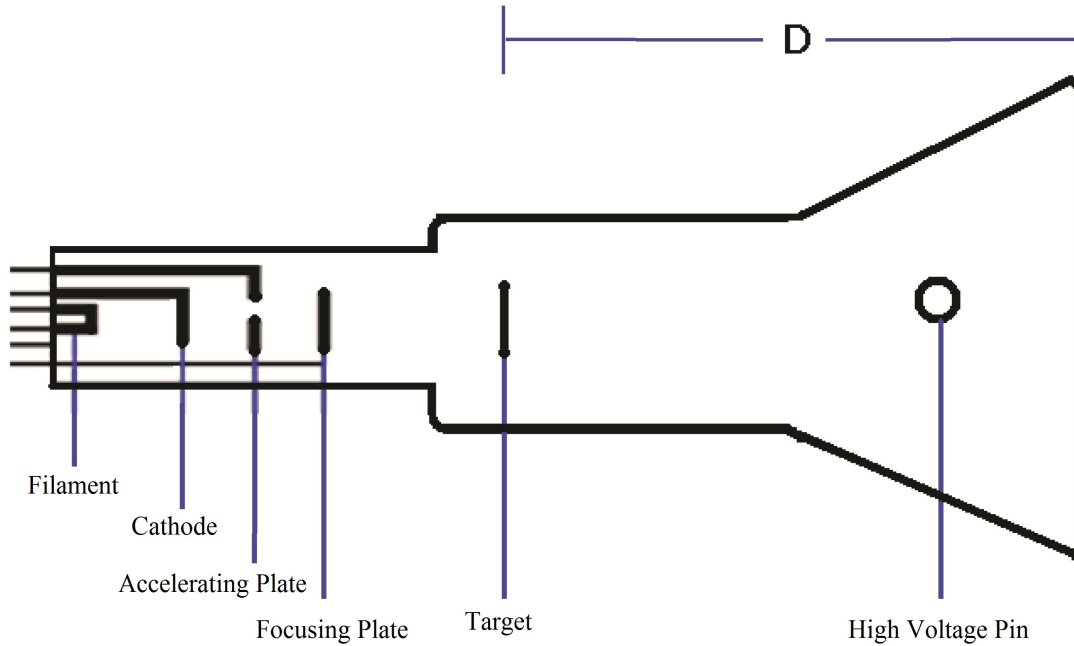 D
Filament
Cathode
Accelerating Plate
Focusing Plate
Target
High Voltage Pin